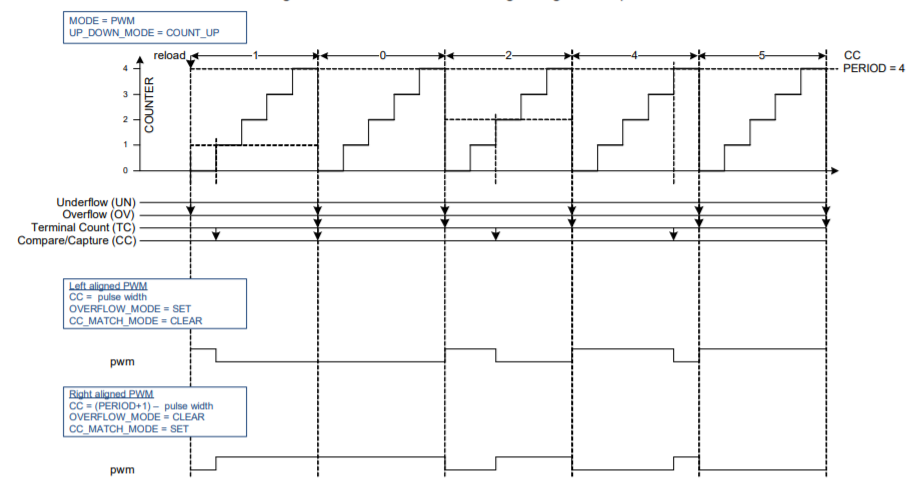 MODE = PWM
UP_DOWN_MODE = COUNT_UP
reload 1 0 2 4 5 CC
PERIOD = 4
COUNTER
4
3
2
1
0
Underflow (UN)
Overflow (OV)
Terminal Count (TC)
Compare/Capture (CC)
Left aligned PWM
CC = pulse width
OVERFLOW_MODE = SET
CC_MATCH_MODE = CLEAR
pwm
Right aligned PWM
CC = (PERIOD+1) – pulse width
OVERFLOW_MODE = CLEAR
CC_MATCH_MODE = SET
pwm